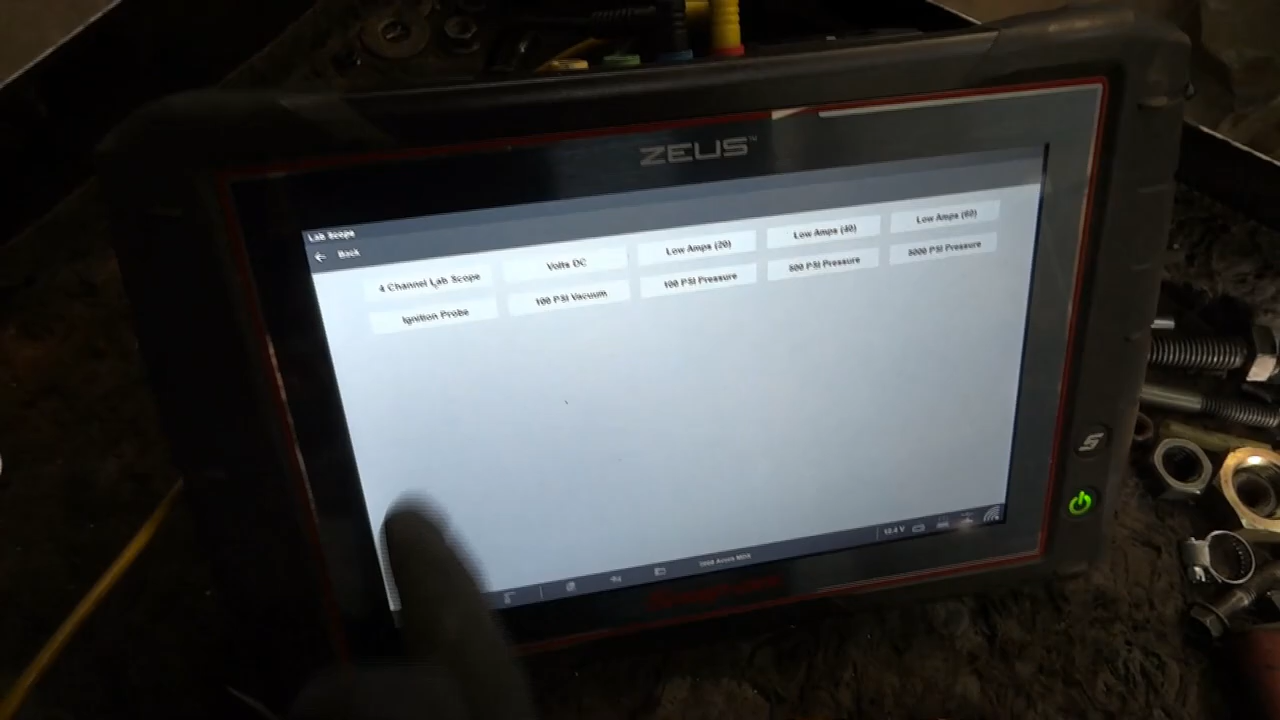 ZEUS™
Lab Scope
Back
4 Channel Lab Scope
Volts DC
Low Amps (20)
Low Amps (40)
Low Amps (60)
Ignition Probe
100 PSI Vacuum
100 PSI Pressure
500 PSI Pressure
5000 PSI Pressure
S